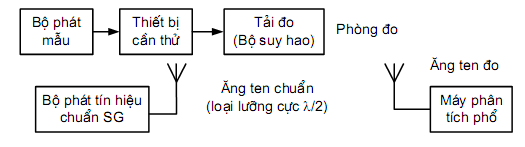 Bộ phát
mẫu
Thiết bị
cần thử
Tải đo
(Bộ suy hao)
Phòng đo
Bộ phát tín hiệu
chuẩn SG
Ăng ten chuẩn
(loại lưỡng cực λ/2)
Ăng ten đo
Máy phân
tích phổ